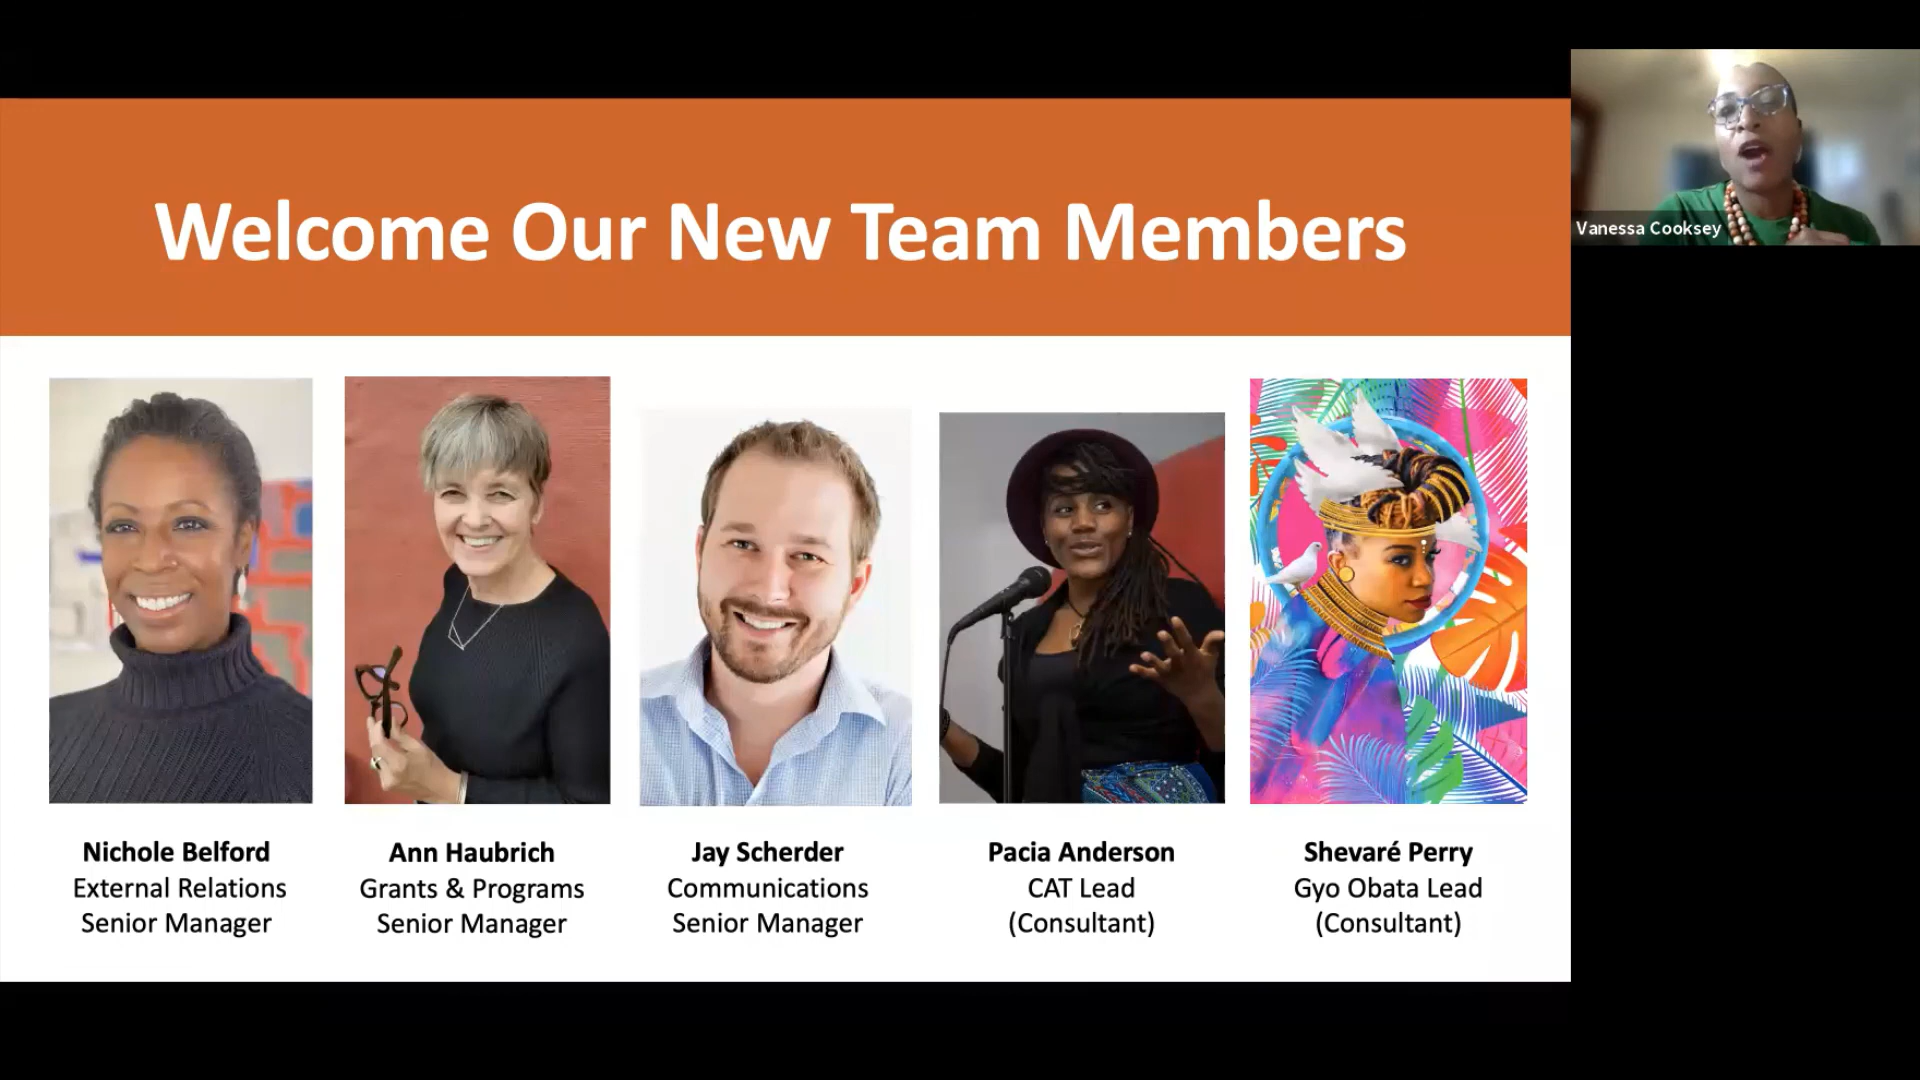 Welcome Our New Team Members
Vanessa Cooksey
Nichole Belford
External Relations
Senior Manager
Ann Haubrich
Grants & Programs
Senior Manager
Jay Scherder
Communications
Senior Manager
Pacia Anderson
CAT Lead
(Consultant)
Shevaré Perry
Gyo Obata Lead
(Consultant)